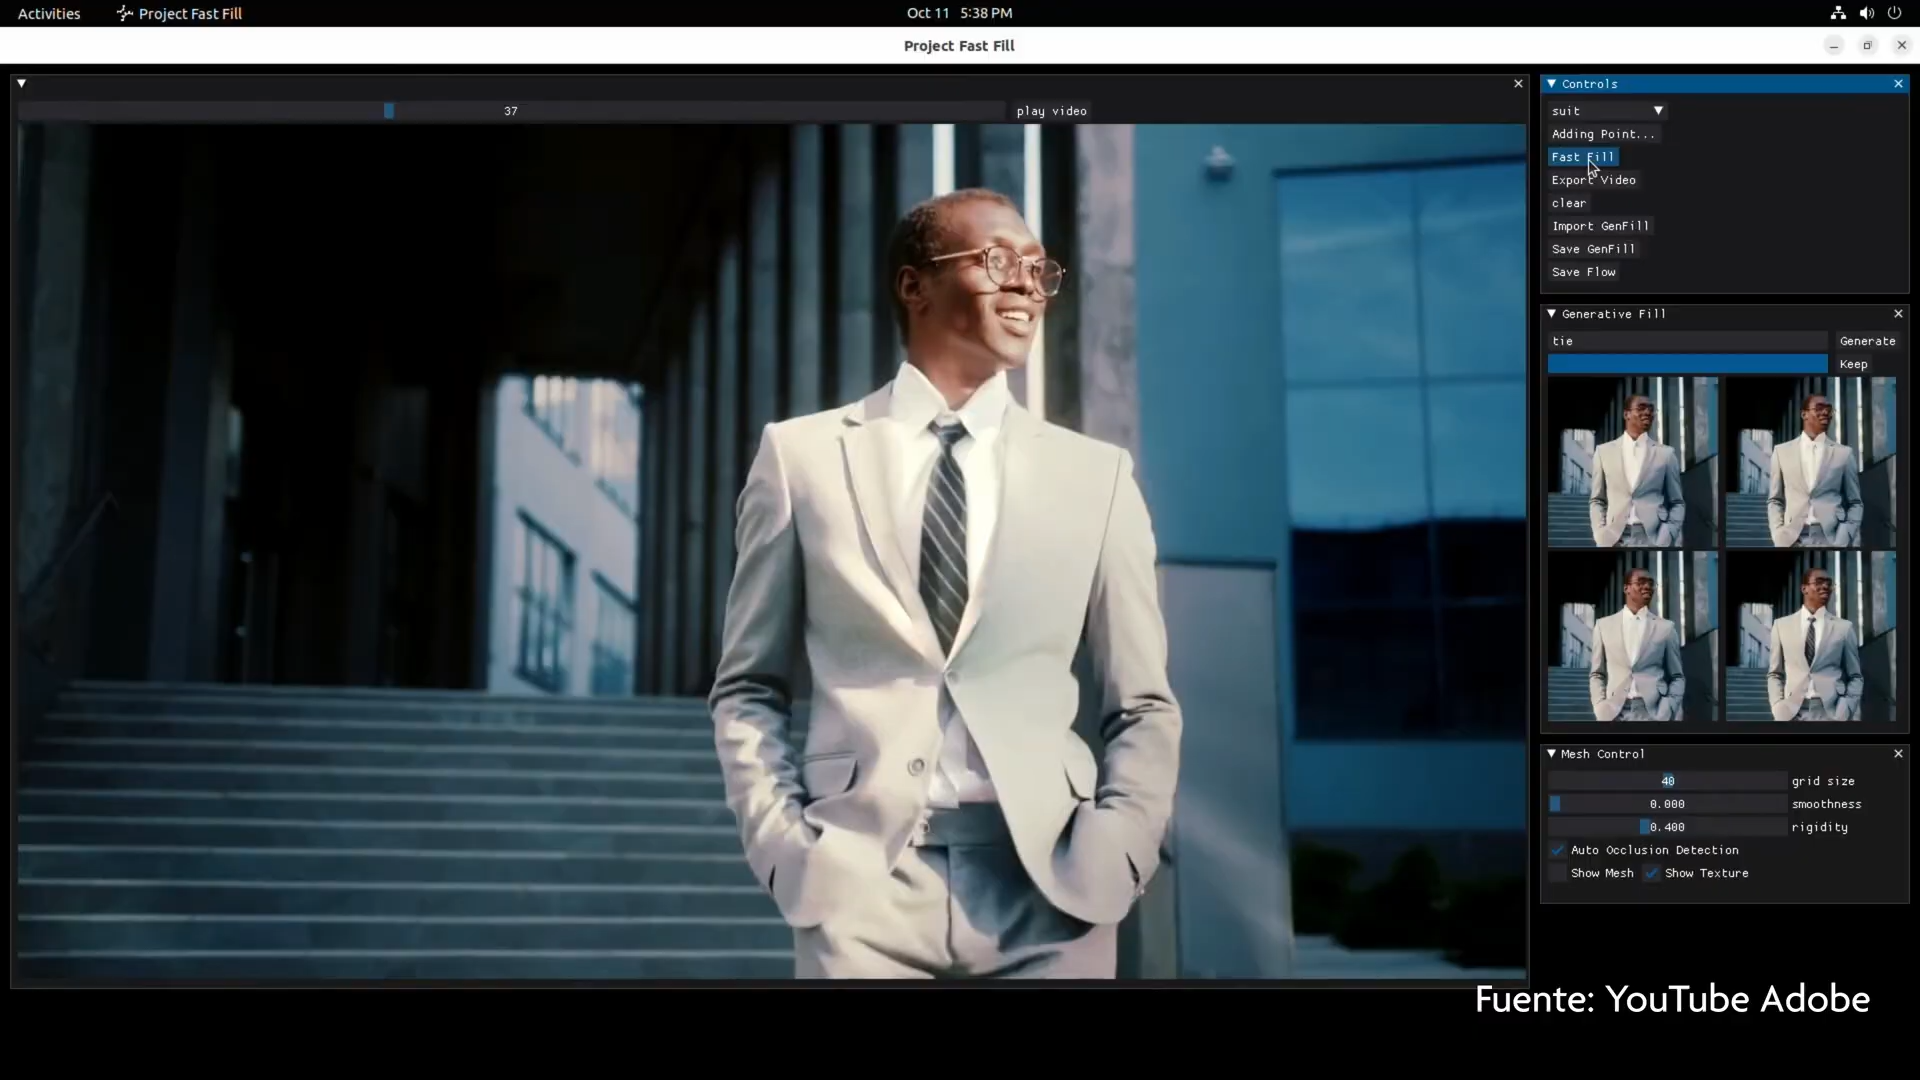 Activities
Project Fast Fill
Oct 11 5:38 PM
Project Fast Fill
37
play video
Controls
suit
Adding Point...
Fast Fill
Export Video
clear
Import GenFill
Save GenFill
Save Flow
Generative Fill
tie
Generate
Keep
Mesh Control
40 grid size
0.000 smoothness
0.400 rigidity
Auto Occlusion Detection
Show Mesh Show Texture
Fuente: YouTube Adobe